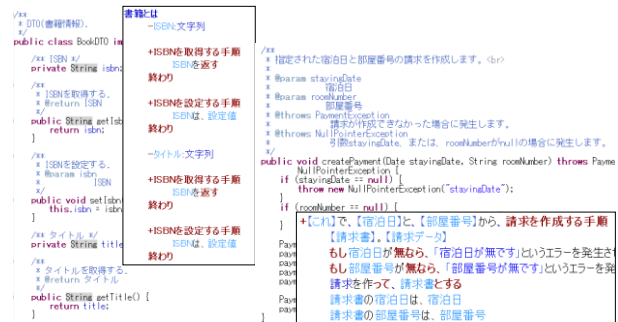 /**
 * DTO(書籍情報).
 */
public class BookDTO im
/** ISBN */
private String isbn;
/**
 * ISBNを取得する.
 * @return ISBN
 */
public String getIsb
return isbn;
}
/**
 * ISBNを設定する.
 * @param isbn
 * ISBN
 */
public void setIsbn(
this.isbn = isbn
}
/** タイトル */
private String title
/**
 * タイトルを取得する.
 * @return タイトル
 */
public String getTitle() {
return title;
}
書籍とは
-ISBN:文字列
+ISBNを取得する手順
ISBNを返す
終わり
+ISBNを設定する手順
ISBNは、設定値
終わり
-タイトル:文字列
+ISBNを取得する手順
ISBNを返す
終わり
+ISBNを設定する手順
ISBNは、設定値
終わり
/**
 * 指定された宿泊日と部屋番号の請求を作成します。<br>
 *
 * @param stayingDate
 * 宿泊日
 * @param roomNumber
 * 部屋番号
 * @throws PaymentException
 * 請求が作成できなかった場合に発生します。
 * @throws NullPointerException
 * 引数stayingDate、または、roomNumberがnullの場合に発生します。
 */
public void createPayment(Date stayingDate, String roomNumber) throws Payme
NullPointerException {
if (stayingDate == null) {
throw new NullPointerException("stayingDate");
}
if (roomNumber == null) {
}
Paym
paym
paym
paym
paym
Paym
paym
}
+【これ】で、【宿泊日】と、【部屋番号】から、請求を作成する手順
【請求書】。【請求データ】
もし宿泊日が無なら、「宿泊日が無です」というエラーを発生さ
もし部屋番号が無なら、「部屋番号が無です」というエラーを発
請求を作って、請求書とする
請求書の宿泊日は、宿泊日
請求書の部屋番号は、部屋番号